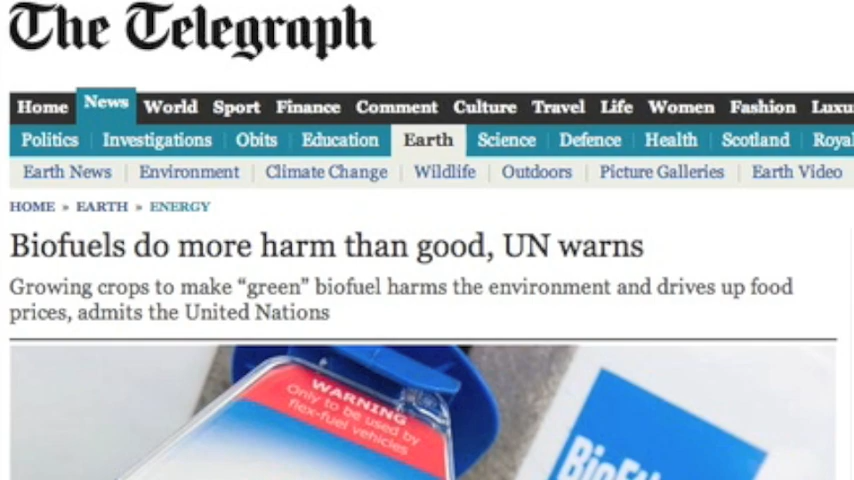 The Telegraph
Home News World Sport Finance Comment Culture Travel Life Women Fashion
Politics Investigations Obits Education Earth Science Defence Health Scotland
Earth News Environment Climate Change Wildlife Outdoors Picture Galleries Earth Video
HOME » EARTH » ENERGY
Biofuels do more harm than good, UN warns
Growing crops to make “green” biofuel harms the environment and drives up food
prices, admits the United Nations
WARNING
Only to be used by
flex-fuel vehicles